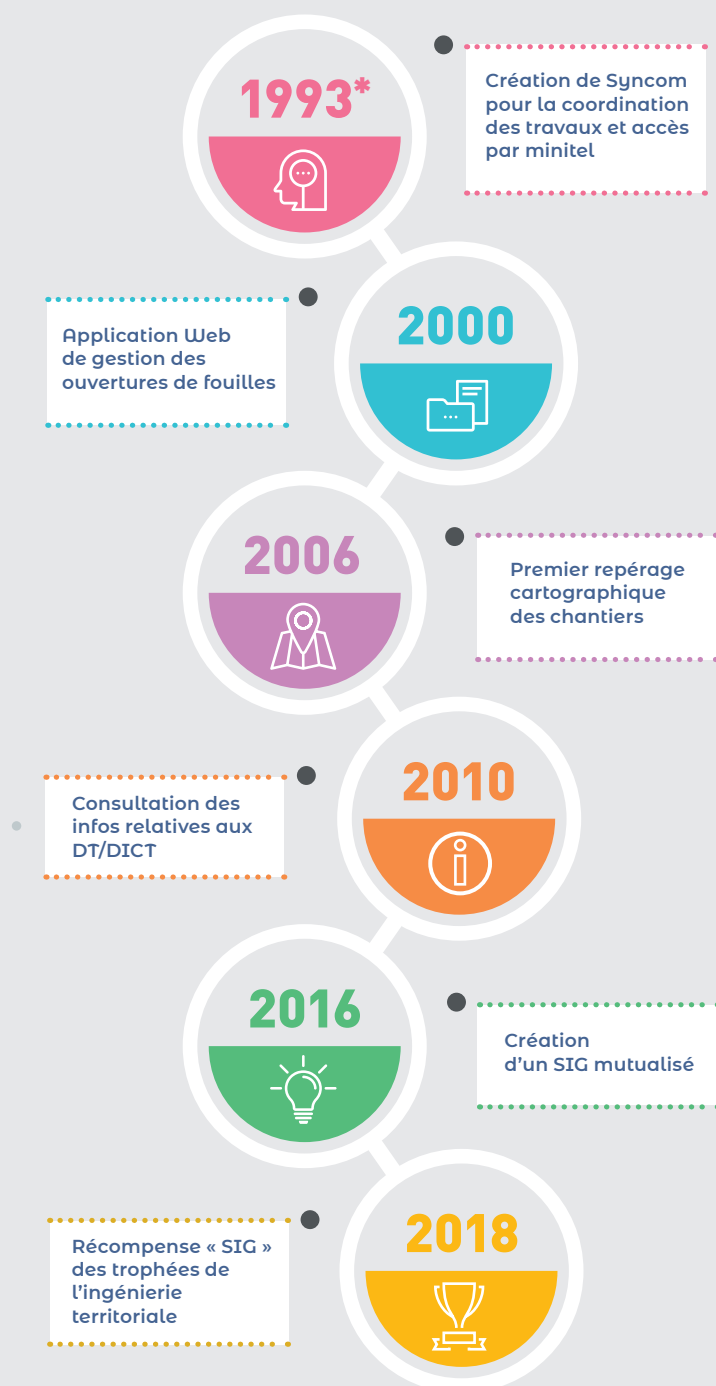 1993*
Création de Syncom
pour la coordination
des travaux et accès
par minitel
2000
Application Web
de gestion des
ouvertures de fouilles
2006
Premier repérage
cartographique
des chantiers
2010
Consultation des
infos relatives aux
DT/DICT
2016
Création
d'un SIG mutualisé
2018
Récompense « SIG »
des trophées de
l'ingénierie
territoriale